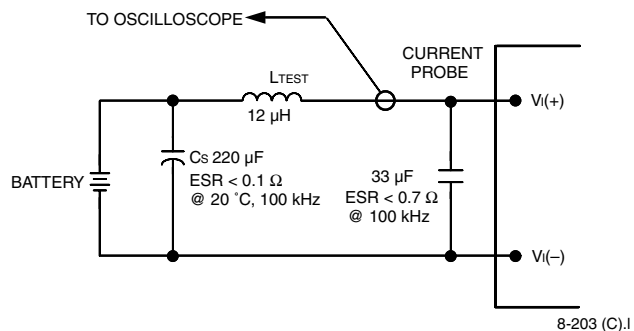 TO OSCILLOSCOPE
CURRENT
PROBE
LTEST
12 µH
VI(+)
CS 220 µF
ESR < 0.1 Ω
@ 20 ˚C, 100 kHz
BATTERY
33 µF
ESR < 0.7 Ω
@ 100 kHz
VI(–)
8-203 (C).l